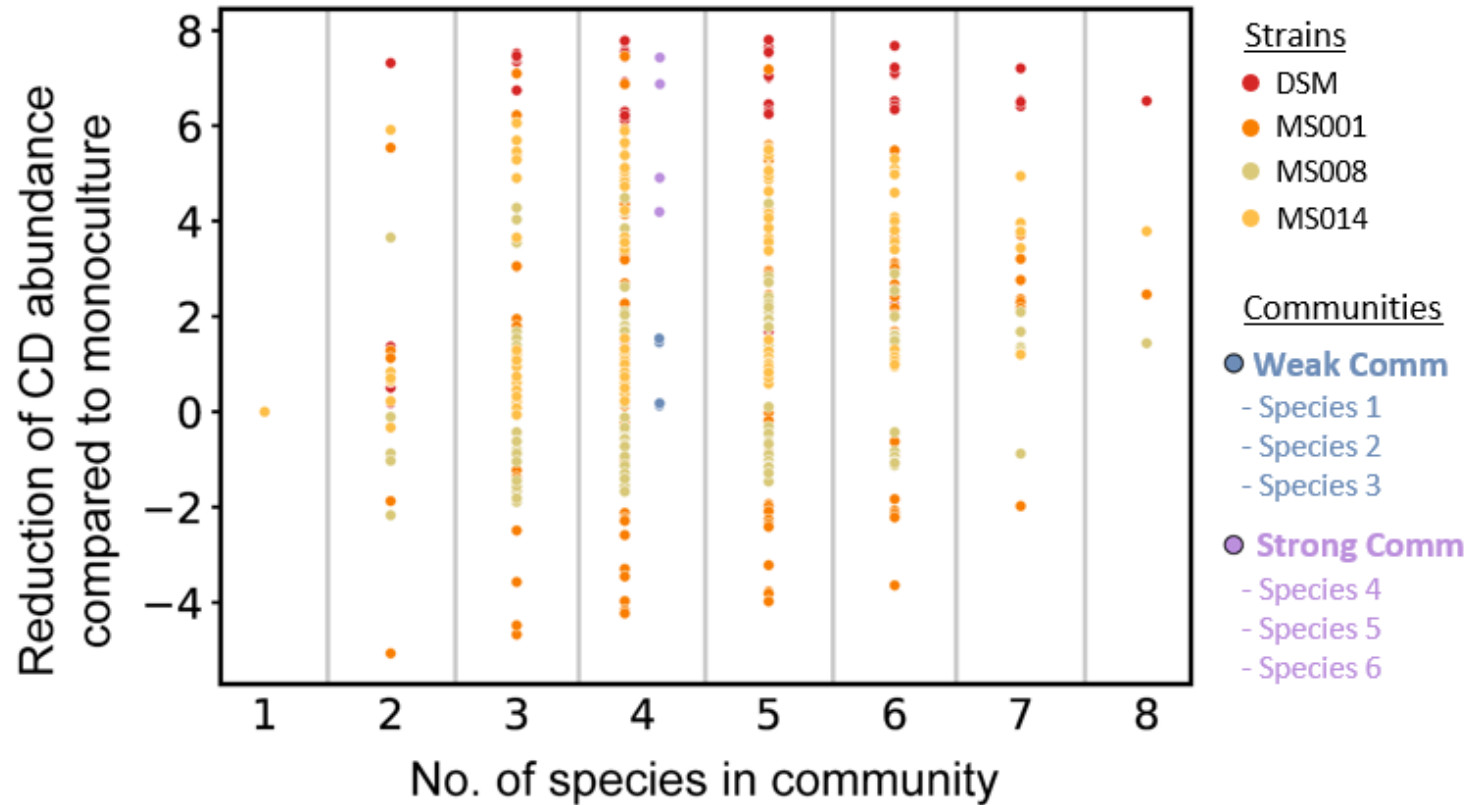 Reduction of CD abundance
compared to monoculture
8
6
4
2
0
−2
−4
1 2 3 4 5 6 7 8
No. of species in community
Strains
DSM
MS001
MS008
MS014
Communities
Weak Comm
- Species 1
- Species 2
- Species 3
Strong Comm
- Species 4
- Species 5
- Species 6